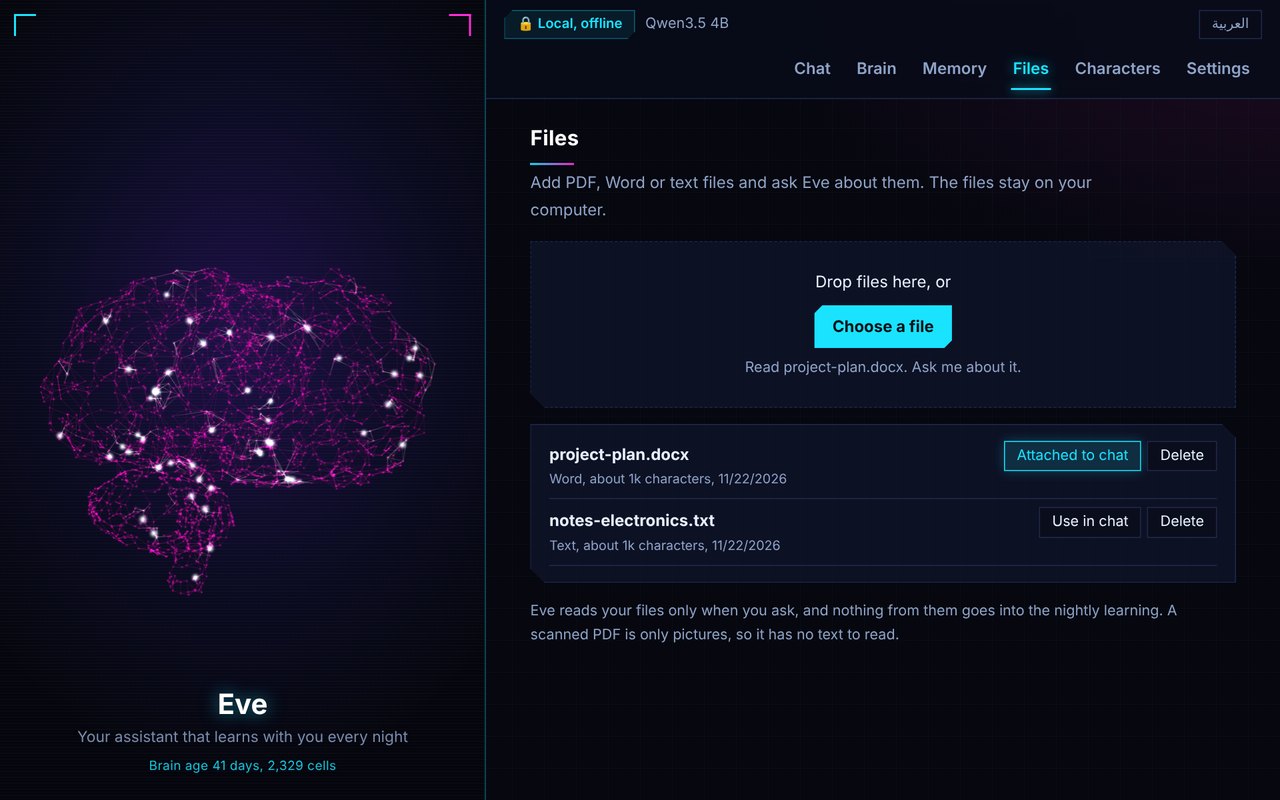 🔒 Local, offline
Qwen3.5 4B
العربية
Chat
Brain
Memory
Files
Characters
Settings
Files
Add PDF, Word or text files and ask Eve about them. The files stay on your
computer.
Drop files here, or
Choose a file
Read project-plan.docx. Ask me about it.
project-plan.docx
Attached to chat
Delete
Word, about 1k characters, 11/22/2026
notes-electronics.txt
Use in chat
Delete
Text, about 1k characters, 11/22/2026
Eve reads your files only when you ask, and nothing from them goes into the nightly learning. A
scanned PDF is only pictures, so it has no text to read.
Eve
Your assistant that learns with you every night
Brain age 41 days, 2,329 cells